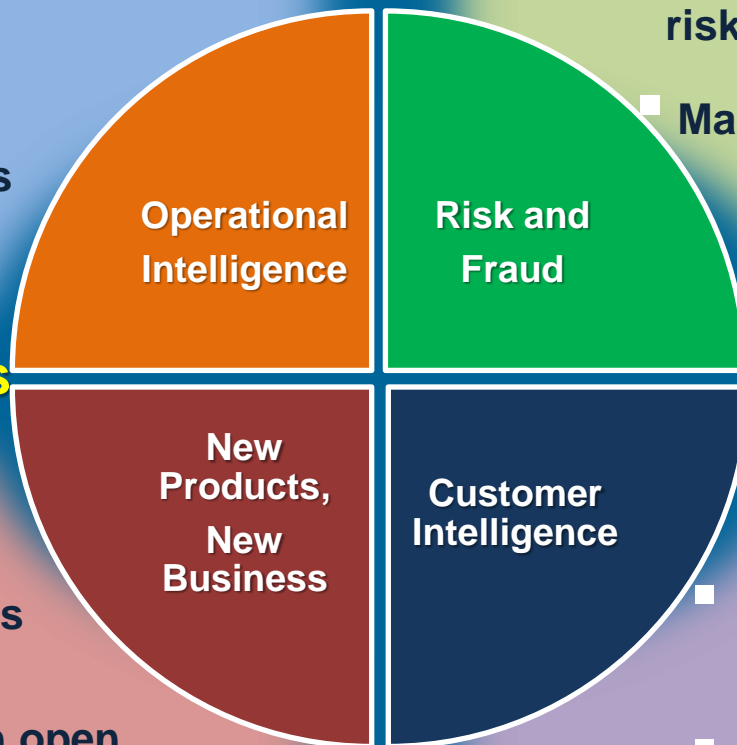 risk
Ma
s
Operational
Intelligence
Risk and
Fraud
s
New
Products,
New
Business
Customer
Intelligence
s
open